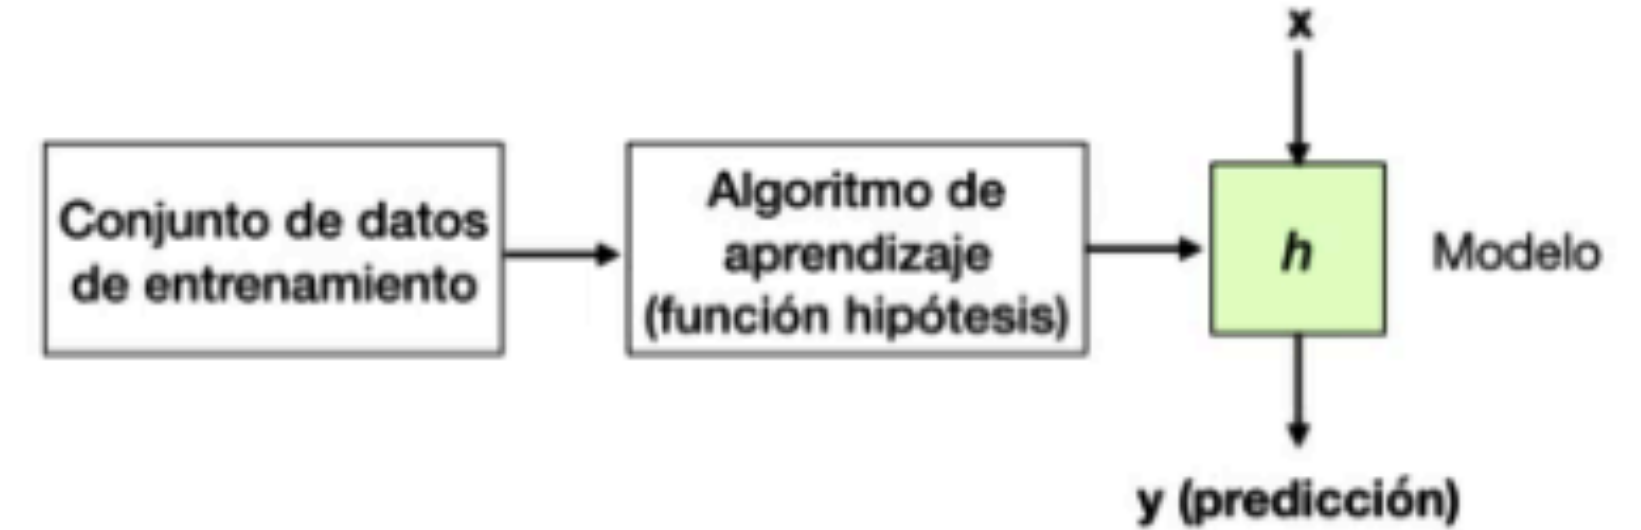 x
Conjunto de datos
de entrenamiento
Algoritmo de
aprendizaje
(función hipótesis)
h
Modelo
y (predicción)